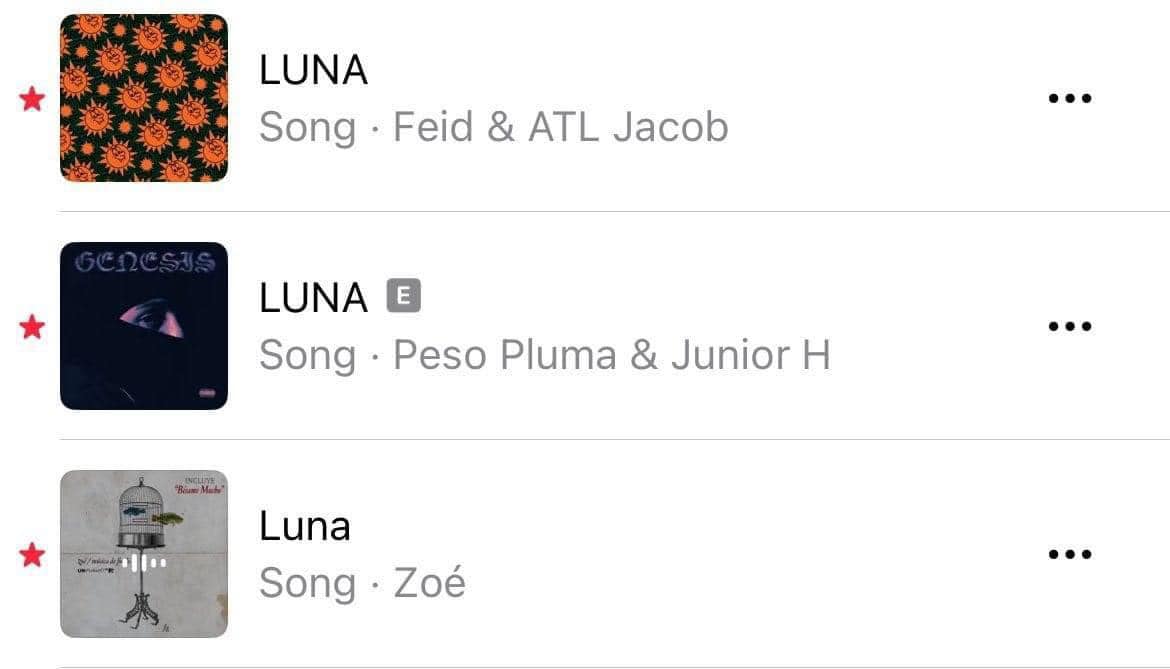 LUNA
Song · Feid & ATL Jacob
GENESIS
LUNA E
Song · Peso Pluma & Junior H
INCLUYE
"Bésame Mucho"
Luna
Song · Zoé